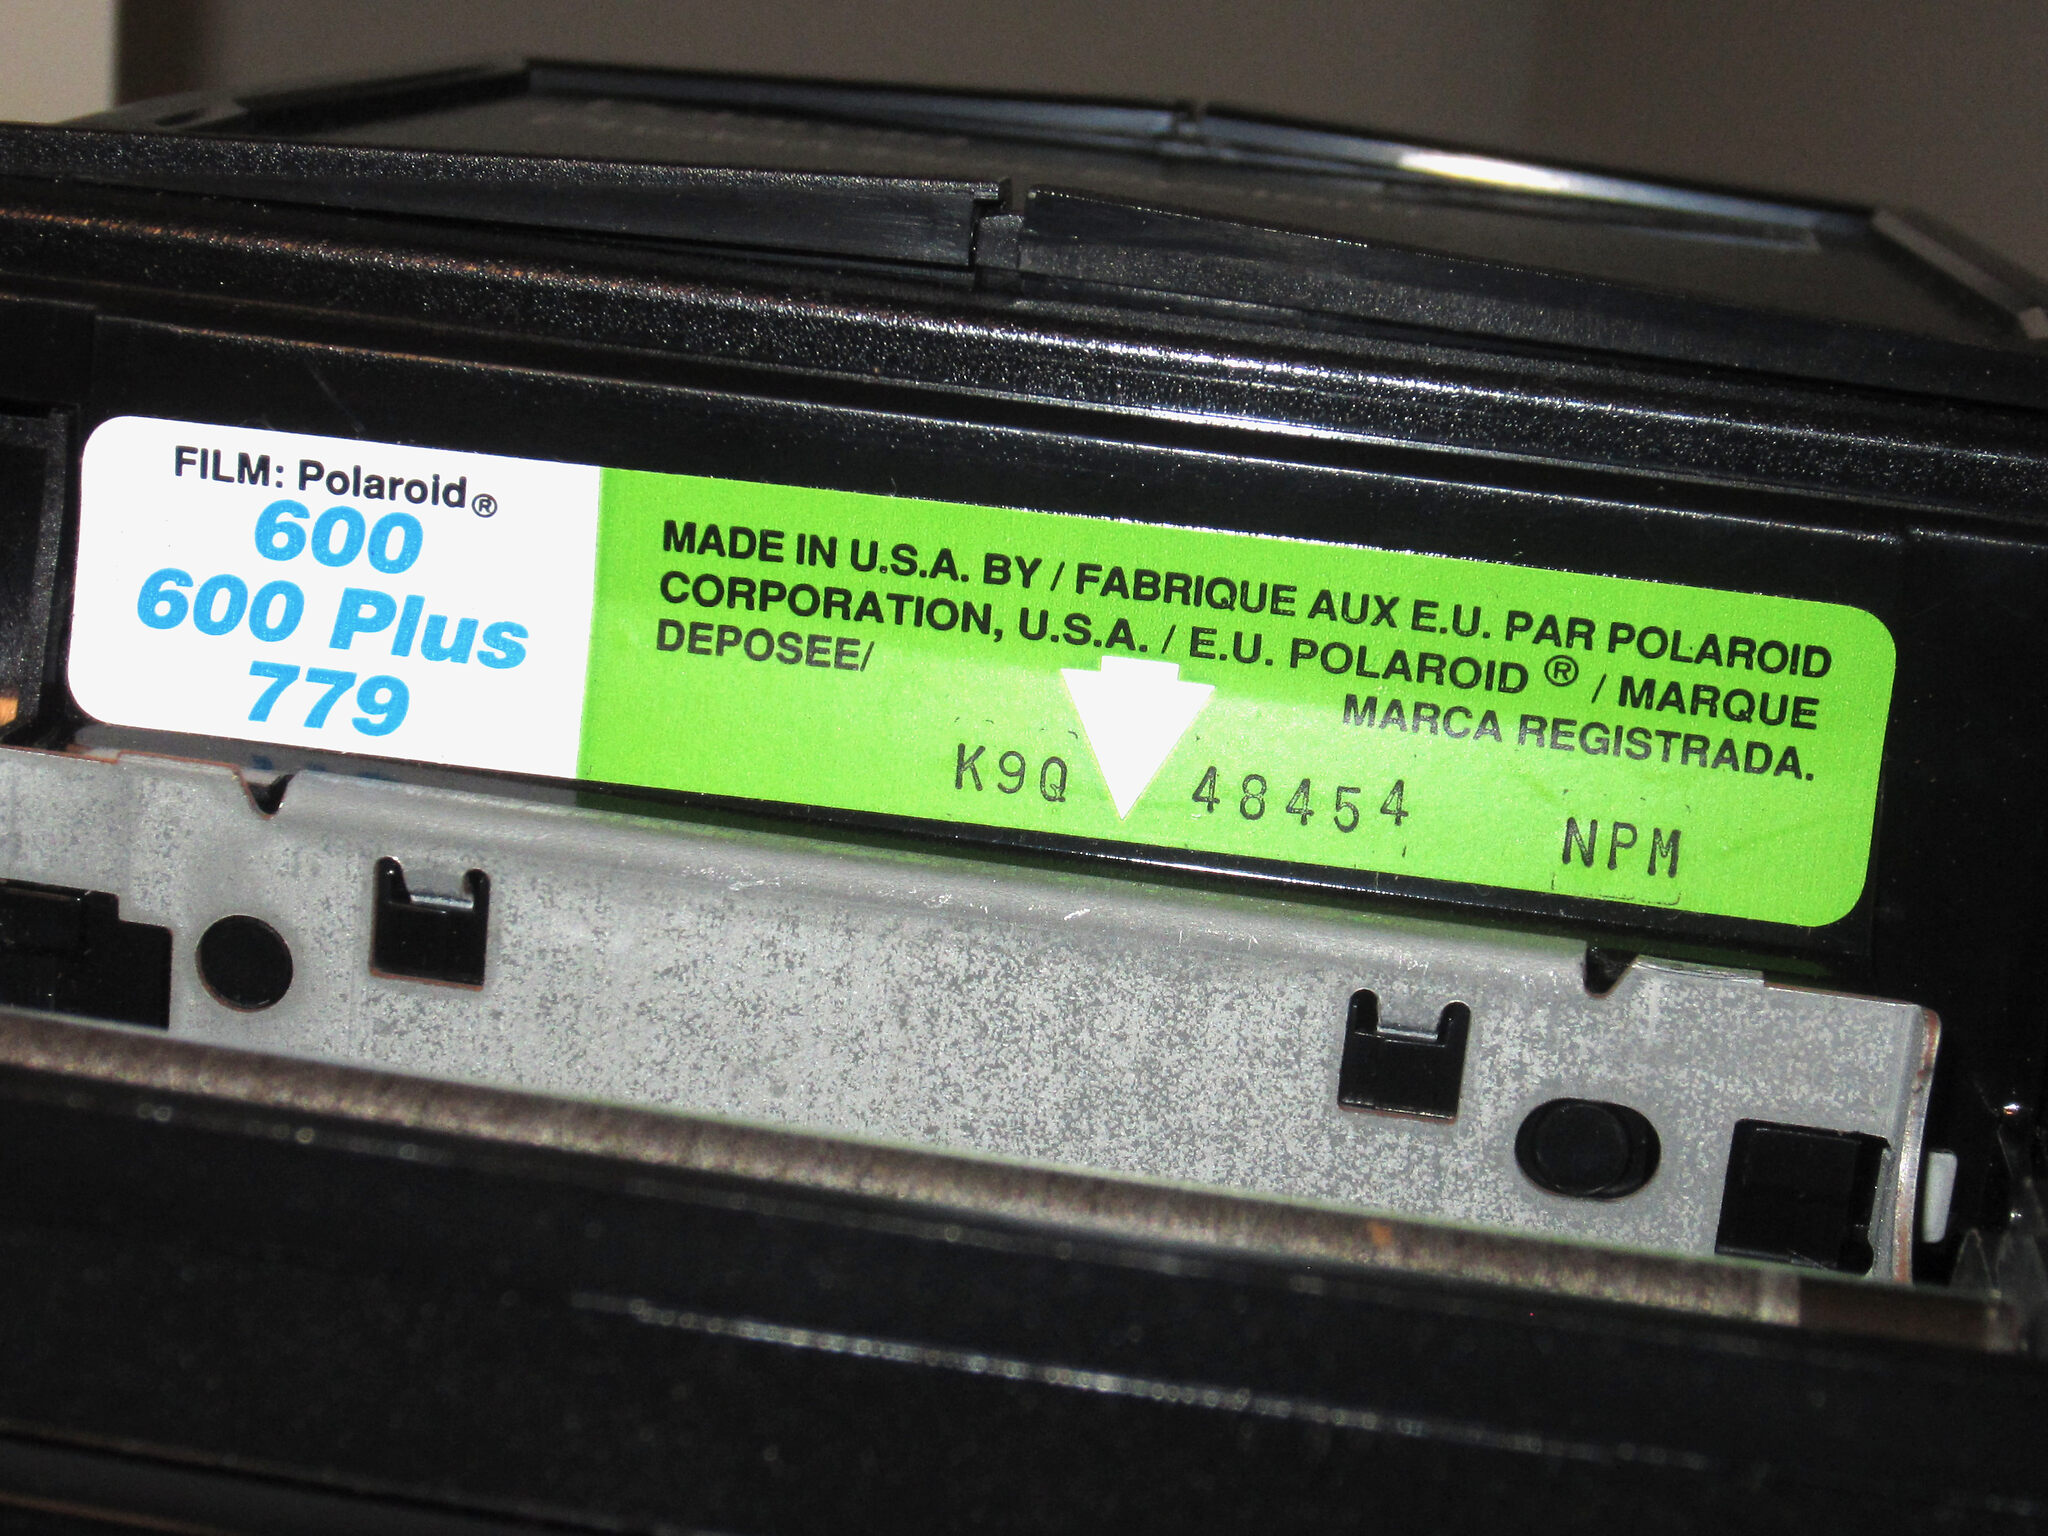 FILM: Polaroid®
600
600 Plus
779
MADE IN U.S.A. BY / FABRIQUE AUX E.U. PAR POLAROID
CORPORATION, U.S.A. / E.U. POLAROID ® / MARQUE
DEPOSEE/ MARCA REGISTRADA.
K9Q 48454 NPM